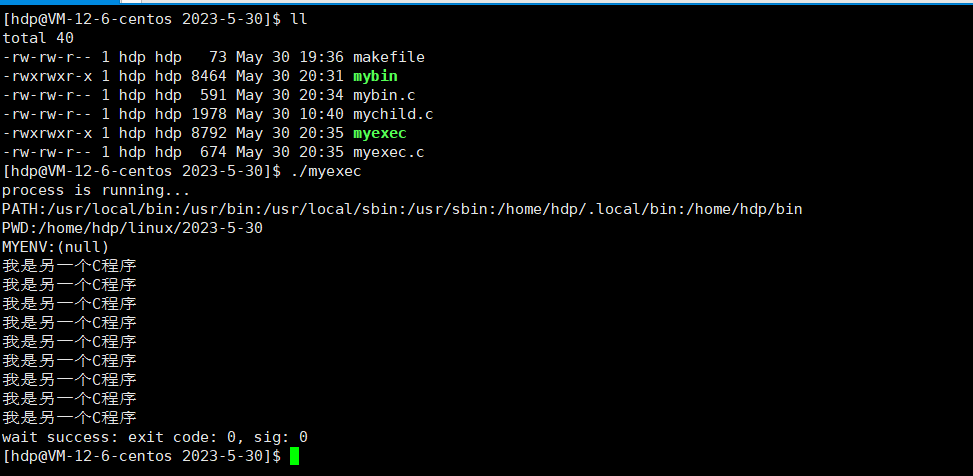 [hdp@VM-12-6-centos 2023-5-30]$ ll
total 40
-rw-rw-r-- 1 hdp hdp   73 May 30 19:36 makefile
-rwxrwxr-x 1 hdp hdp 8464 May 30 20:31 mybin
-rw-rw-r-- 1 hdp hdp  591 May 30 20:34 mybin.c
-rw-rw-r-- 1 hdp hdp 1978 May 30 10:40 mychild.c
-rwxrwxr-x 1 hdp hdp 8792 May 30 20:35 myexec
-rw-rw-r-- 1 hdp hdp  674 May 30 20:35 myexec.c
[hdp@VM-12-6-centos 2023-5-30]$ ./myexec
process is running...
PATH:/usr/local/bin:/usr/bin:/usr/local/sbin:/usr/sbin:/home/hdp/.local/bin:/home/hdp/bin
PWD:/home/hdp/linux/2023-5-30
MYENV:(null)
我是另一个C程序
我是另一个C程序
我是另一个C程序
我是另一个C程序
我是另一个C程序
我是另一个C程序
我是另一个C程序
我是另一个C程序
我是另一个C程序
wait success: exit code: 0, sig: 0
[hdp@VM-12-6-centos 2023-5-30]$